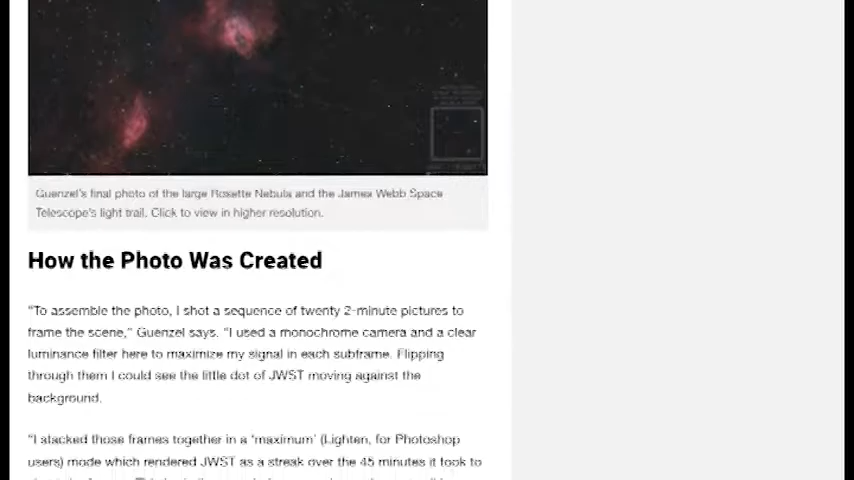 Guenzel's final photo of the large Rosette Nebula and the James Webb Space
Telescope's light trail. Click to view in higher resolution.
How the Photo Was Created
"To assemble the photo, I shot a sequence of twenty 2-minute pictures to
frame the scene," Guenzel says. "I used a monochrome camera and a clear
luminance filter here to maximize my signal in each subframe. Flipping
through them I could see the little dot of JWST moving against the
background.
"I stacked those frames together in a 'maximum' (Lighten, for Photoshop
users) mode which rendered JWST as a streak over the 45 minutes it took to